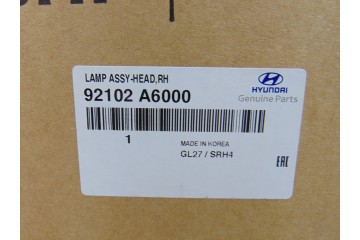 LAMP ASSY-HEAD,RH
92102 A6000
HYUNDAI
Genuine Parts
1
MADE IN KOREA
GL27 / SRH4
EAC